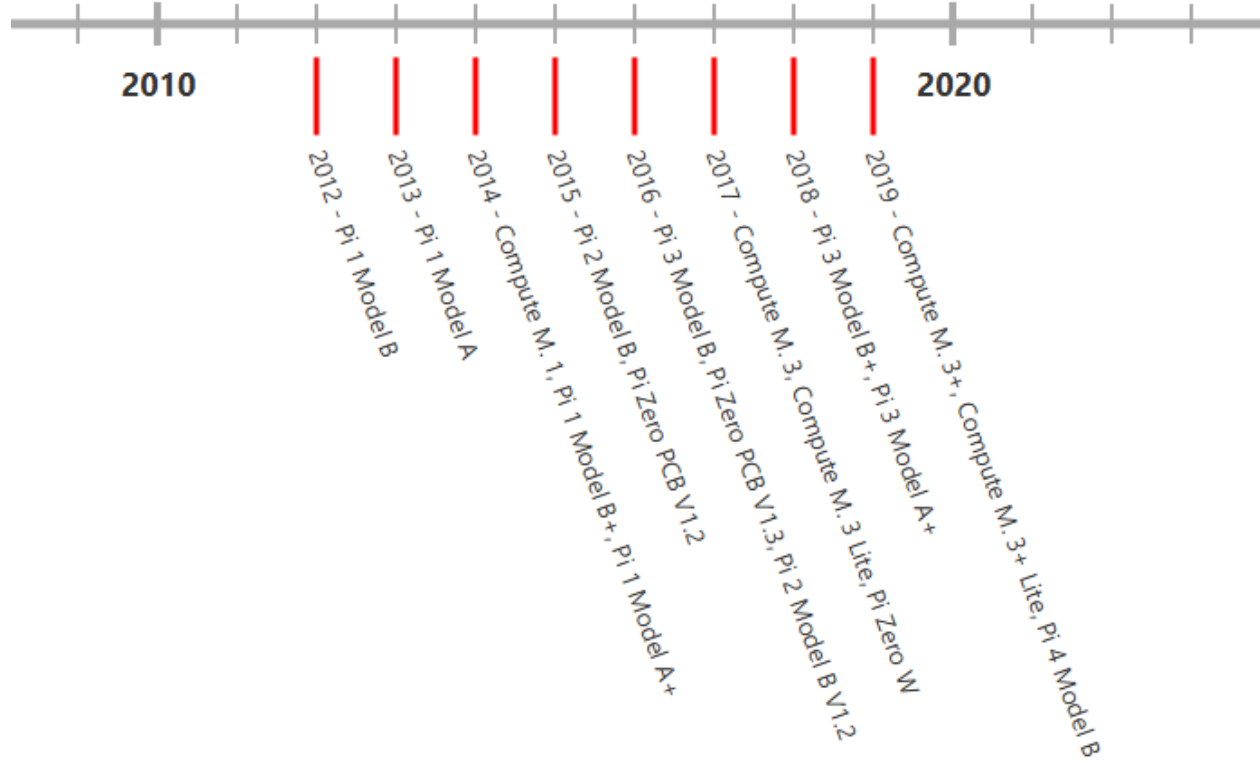 2010
2020
2012 - Pi 1 Model B
2013 - Pi 1 Model A
2014 - Compute M. 1, Pi 1 Model B+, Pi 1 Model A+
2015 - Pi 2 Model B, Pi Zero PCB V1.2
2016 - Pi 3 Model B, Pi Zero PCB V1.3, Pi 2 Model B V1.2
2017 - Compute M. 3, Compute M. 3 Lite, Pi Zero W
2018 - Pi 3 Model B+, Pi 3 Model A+
2019 - Compute M. 3+, Compute M. 3+ Lite, Pi 4 Model B